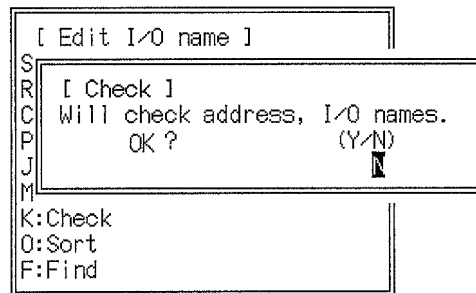 [ Edit I/O name ]
S
R
C
P
J
M
[ Check ]
Will check address, I/O names.
OK ? (Y/N)
N
K:Check
O:Sort
F:Find